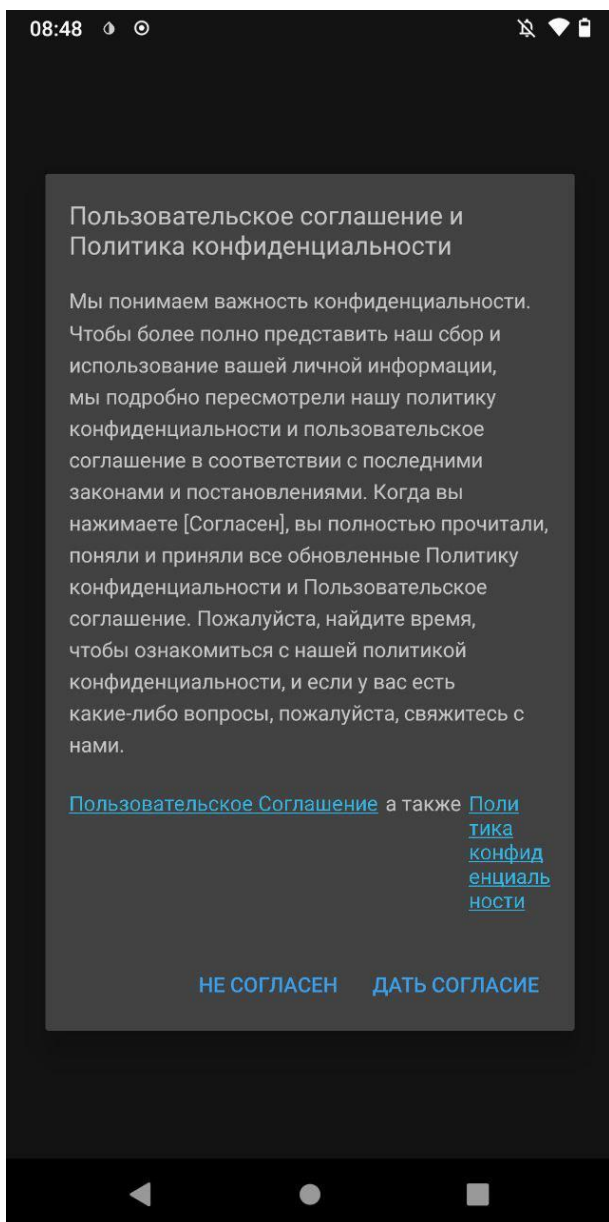 08:48
Пользовательское соглашение и
Политика конфиденциальности
Мы понимаем важность конфиденциальности.
Чтобы более полно представить наш сбор и
использование вашей личной информации,
мы подробно пересмотрели нашу политику
конфиденциальности и пользовательское
соглашение в соответствии с последними
законами и постановлениями. Когда вы
нажимаете [Согласен], вы полностью прочитали,
поняли и приняли все обновленные Политику
конфиденциальности и Пользовательское
соглашение. Пожалуйста, найдите время,
чтобы ознакомиться с нашей политикой
конфиденциальности, и если у вас есть
какие-либо вопросы, пожалуйста, свяжитесь с
нами.
Пользовательское Соглашение а также Поли
тика
конфид
енциаль
ности
НЕ СОГЛАСЕН ДАТЬ СОГЛАСИЕ